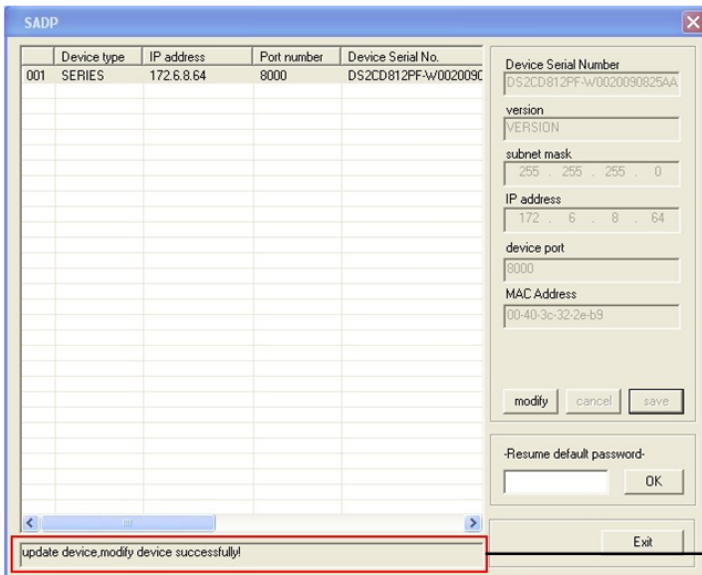 SADP
Device type IP address Port number Device Serial No.
001 SERIES 172.6.8.64 8000 DS2CD812PF-W002009C
Device Serial Number
DS2CD812PF-W0020090825AA
version
VERSION
subnet mask
255 . 255 . 255 . 0
IP address
172 . 6 . 8 . 64
device port
8000
MAC Address
00-40-3c-32-2e-b9
modify cancel save
-Resume default password-
OK
Exit
update device,modify device successfully!